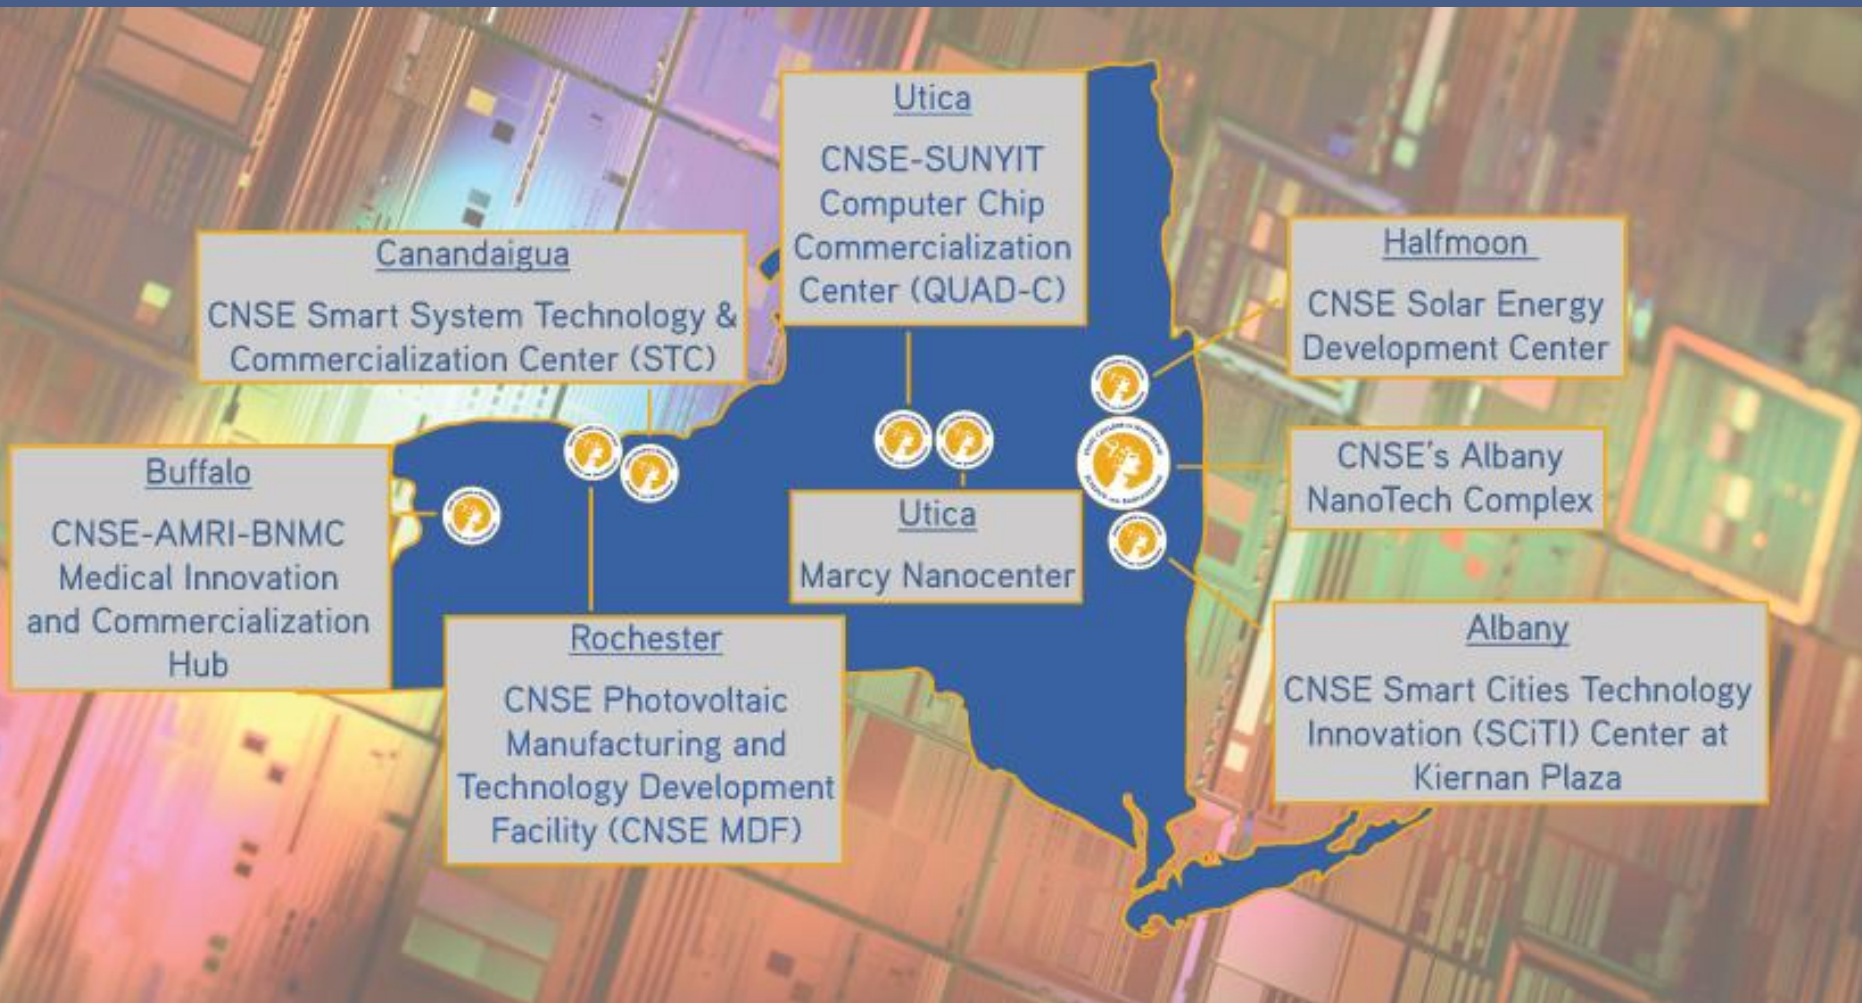 Utica
CNSE-SUNYIT
Computer Chip
Commercialization
Center (QUAD-C)
Canandaigua
CNSE Smart System Technology &
Commercialization Center (STC)
Halfmoon
CNSE Solar Energy
Development Center
Buffalo
CNSE-AMRI-BNMC
Medical Innovation
and Commercialization
Hub
CNSE's Albany
NanoTech Complex
Utica
Marcy Nanocenter
Rochester
CNSE Photovoltaic
Manufacturing and
Technology Development
Facility (CNSE MDF)
Albany
CNSE Smart Cities Technology
Innovation (SCiTI) Center at
Kiernan Plaza